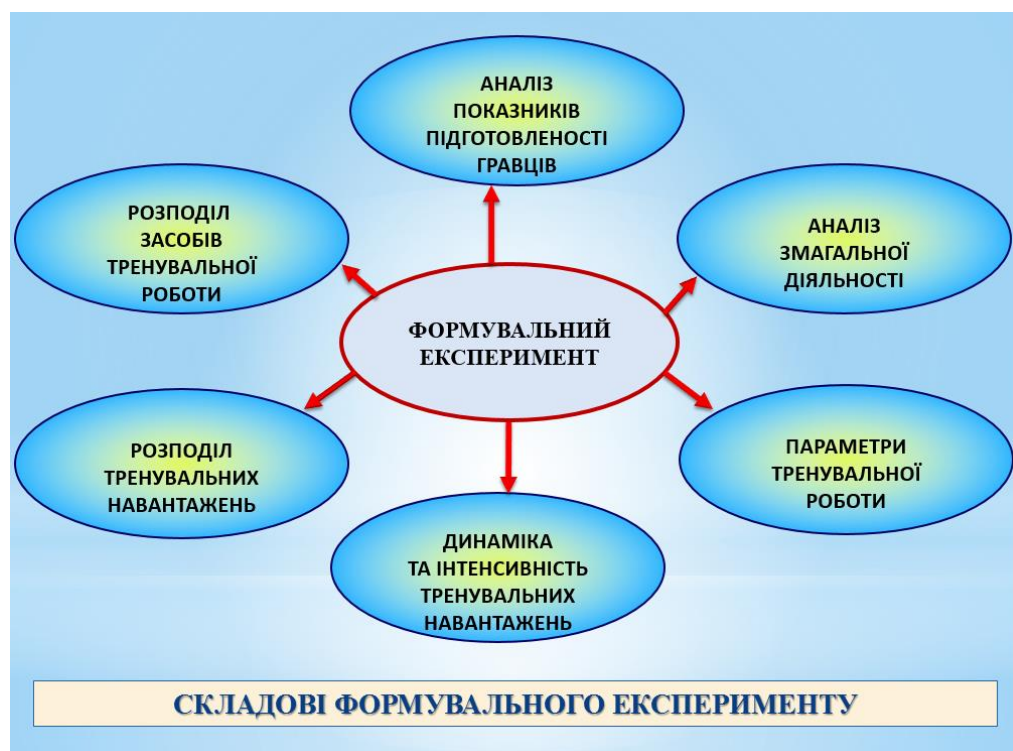 АНАЛІЗ
ПОКАЗНИКІВ
ПІДГОТОВЛЕНОСТІ
ГРАВЦІВ
РОЗПОДІЛ
ЗАСОБІВ
ТРЕНУВАЛЬНОЇ
РОБОТИ
АНАЛІЗ
ЗМАГАЛЬНОЇ
ДІЯЛЬНОСТІ
ФОРМУВАЛЬНИЙ
ЕКСПЕРИМЕНТ
РОЗПОДІЛ
ТРЕНУВАЛЬНИХ
НАВАНТАЖЕНЬ
ПАРАМЕТРИ
ТРЕНУВАЛЬНОЇ
РОБОТИ
ДИНАМІКА
ТА ІНТЕНСИВНІСТЬ
ТРЕНУВАЛЬНИХ
НАВАНТАЖЕНЬ
СКЛАДОВІ ФОРМУВАЛЬНОГО ЕКСПЕРИМЕНТУ